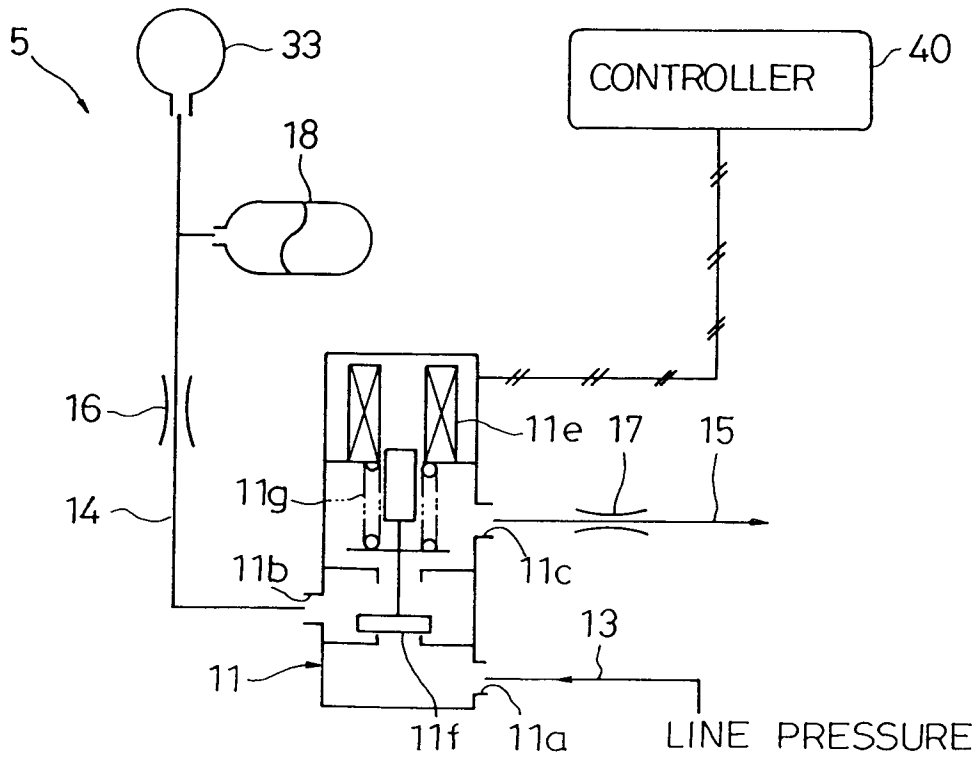 5
33
CONTROLLER
40
18
16
11e
17
15
11g
14
11b
11c
13
11
11f
11a
LINE PRESSURE